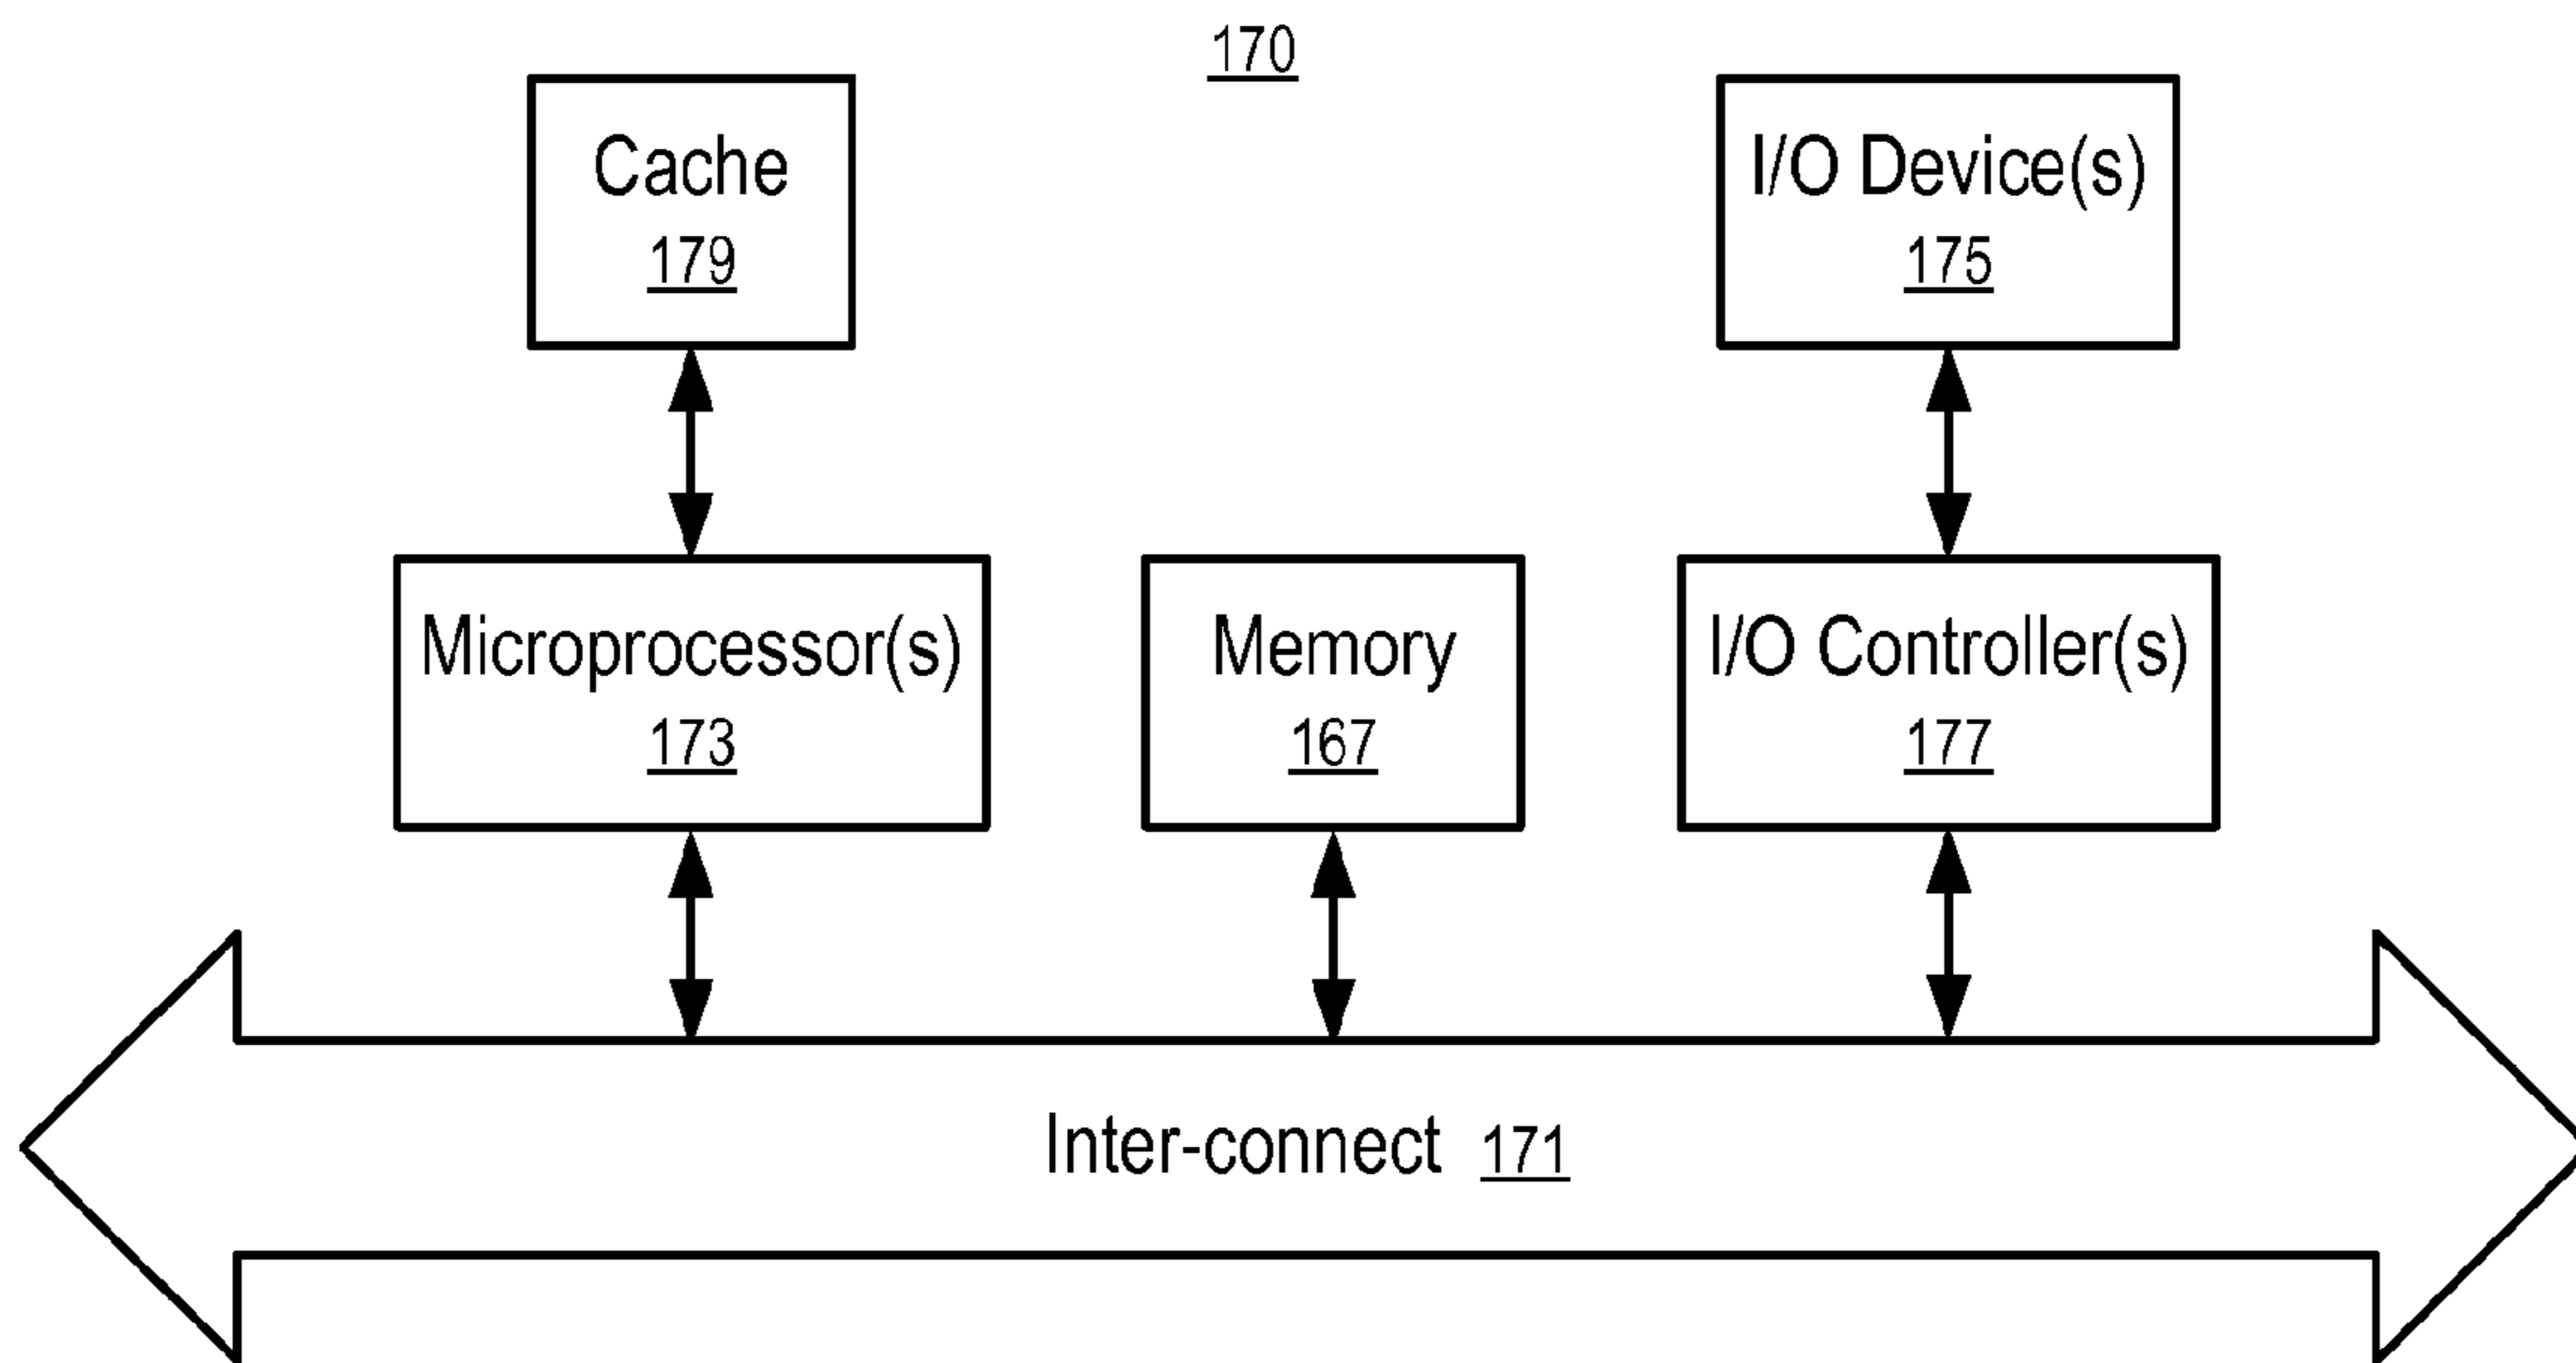 170
Cache
179
I/O Device(s)
175
Microprocessor(s)
173
Memory
167
I/O Controller(s)
177
Inter-connect 171